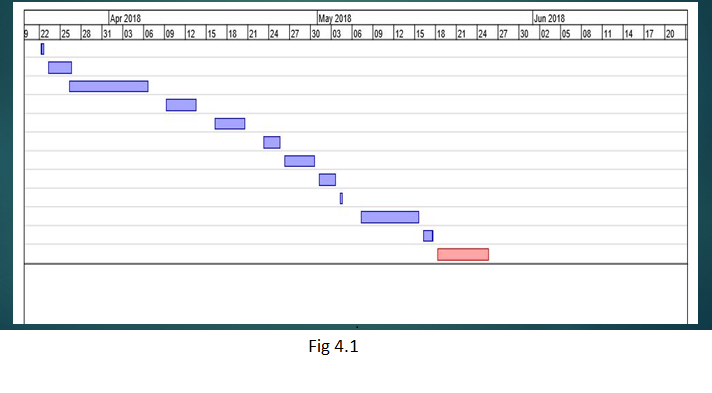 Apr 2018 May 2018 Jun 2018
9 22 25 28 31 03 06 09 12 15 18 21 24 27 30 03 06 09 12 15 18 21 24 27 30 02 05 08 11 14 17 20
Fig 4.1